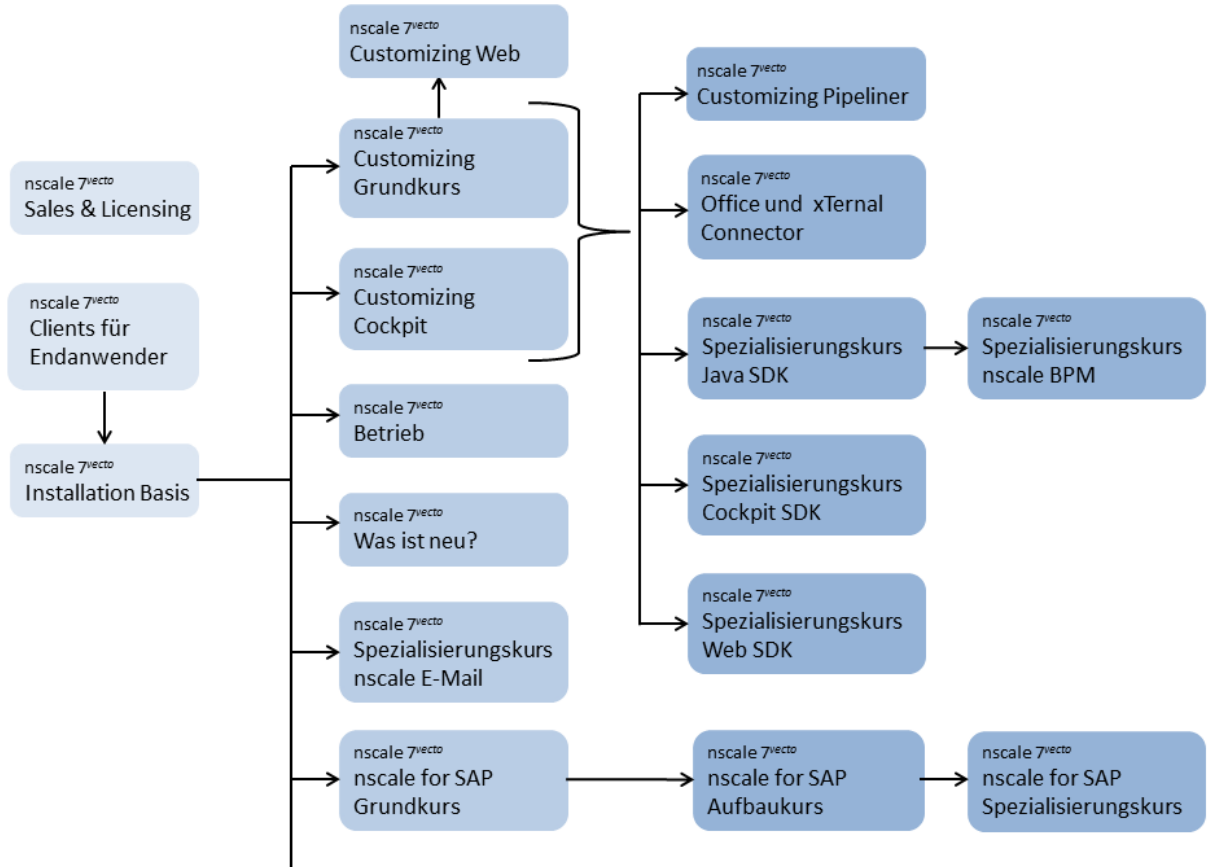 nscale 7vecto
Sales & Licensing
nscale 7vecto
Clients für
Endanwender
nscale 7vecto
Installation Basis
nscale 7vecto
Customizing Web
nscale 7vecto
Customizing
Grundkurs
nscale 7vecto
Customizing
Cockpit
nscale 7vecto
Betrieb
nscale 7vecto
Was ist neu?
nscale 7vecto
Spezialisierungskurs
nscale E-Mail
nscale 7vecto
nscale for SAP
Grundkurs
nscale 7vecto
Customizing Pipeliner
nscale 7vecto
Office und xTernal
Connector
nscale 7vecto
Spezialisierungskurs
Java SDK
nscale 7vecto
Spezialisierungskurs
Cockpit SDK
nscale 7vecto
Spezialisierungskurs
Web SDK
nscale 7vecto
nscale for SAP
Aufbaukurs
nscale 7vecto
Spezialisierungskurs
nscale BPM
nscale 7vecto
nscale for SAP
Spezialisierungskurs